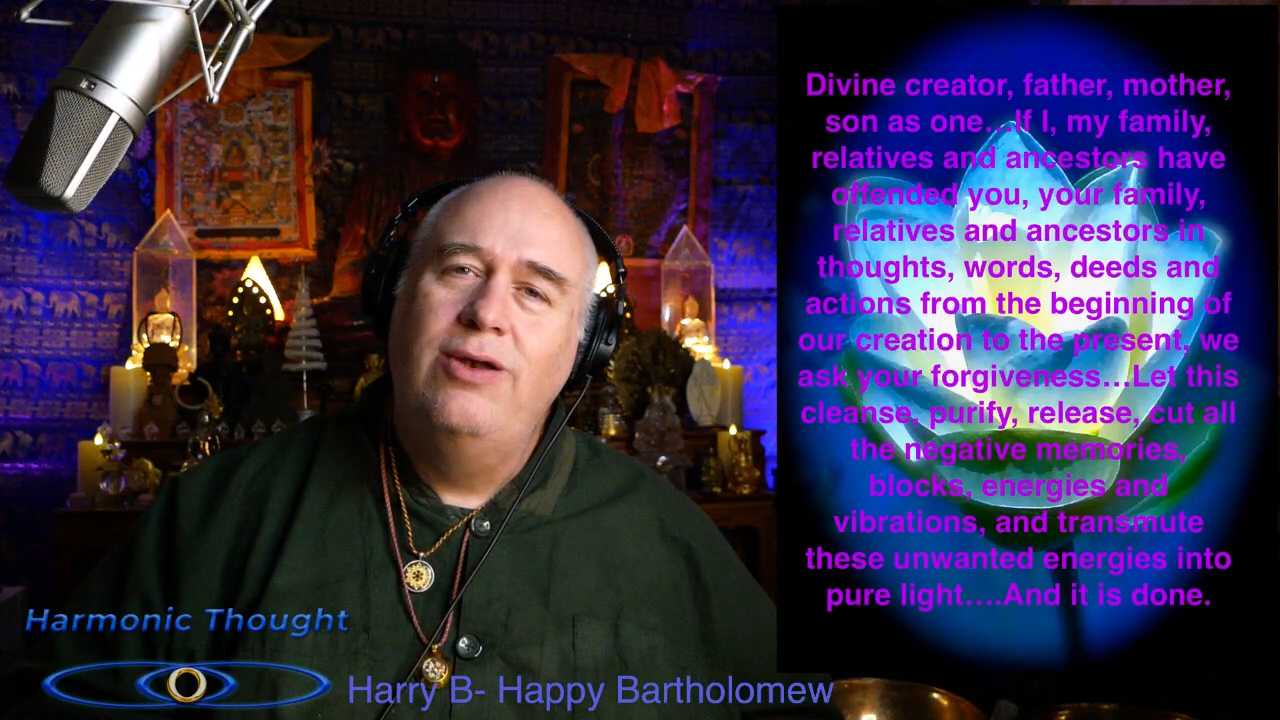 Divine creator, father, mother,
son as one...If I, my family,
relatives and ancestors have
offended you, your family,
relatives and ancestors in
thoughts, words, deeds and
actions from the beginning of
our creation to the present, we
ask your forgiveness...Let this
cleanse, purify, release, cut all
the negative memories,
blocks, energies and
vibrations, and transmute
these unwanted energies into
pure light....And it is done.
Harmonic Thought
Harry B- Happy Bartholomew